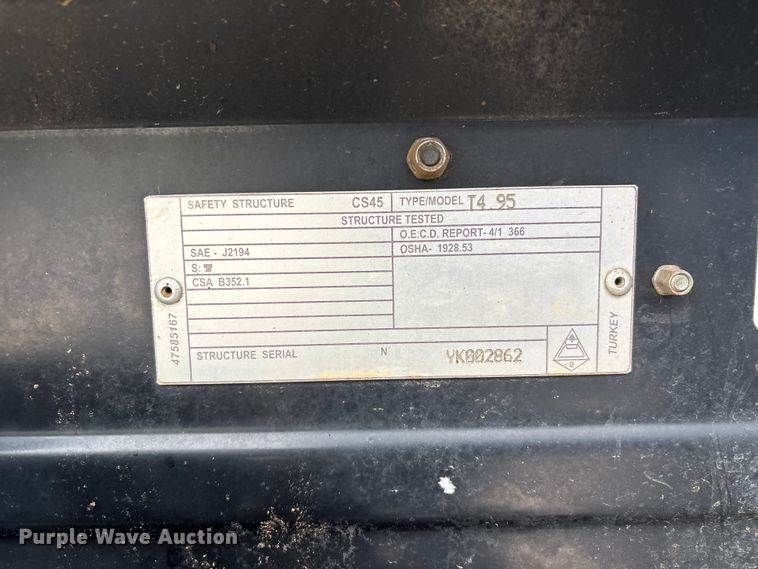 SAFETY STRUCTURE CS45 TYPE/MODEL T4.95
STRUCTURE TESTED
O.E.C.D. REPORT- 4/1 366
SAE - J2194 OSHA- 1928.53
S:
CSA B352.1
STRUCTURE SERIAL N YK002862
47585167
TURKEY
Purple Wave Auction